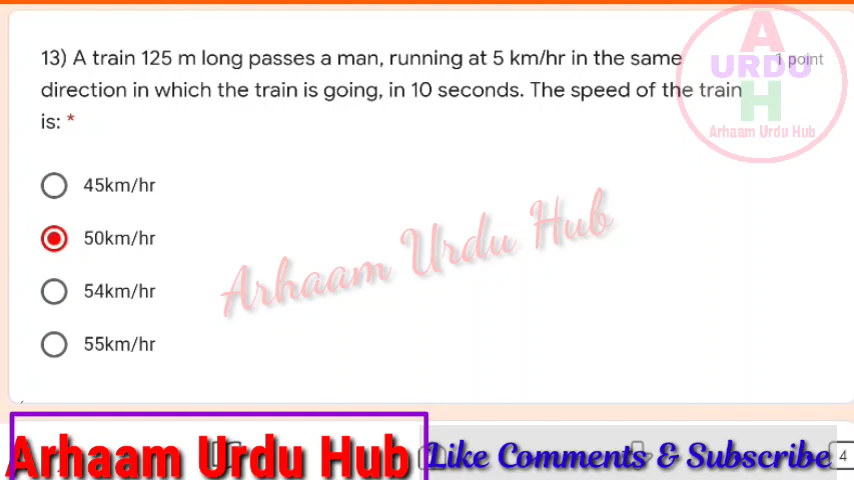 13) A train 125 m long passes a man, running at 5 km/hr in the same
1 point
direction in which the train is going, in 10 seconds. The speed of the train
is: *
A
URDU
H
Arhaam Urdu Hub
45km/hr
50km/hr
54km/hr
55km/hr
Arhaam Urdu Hub
Arhaam Urdu Hub
Like Comments & Subscribe
4